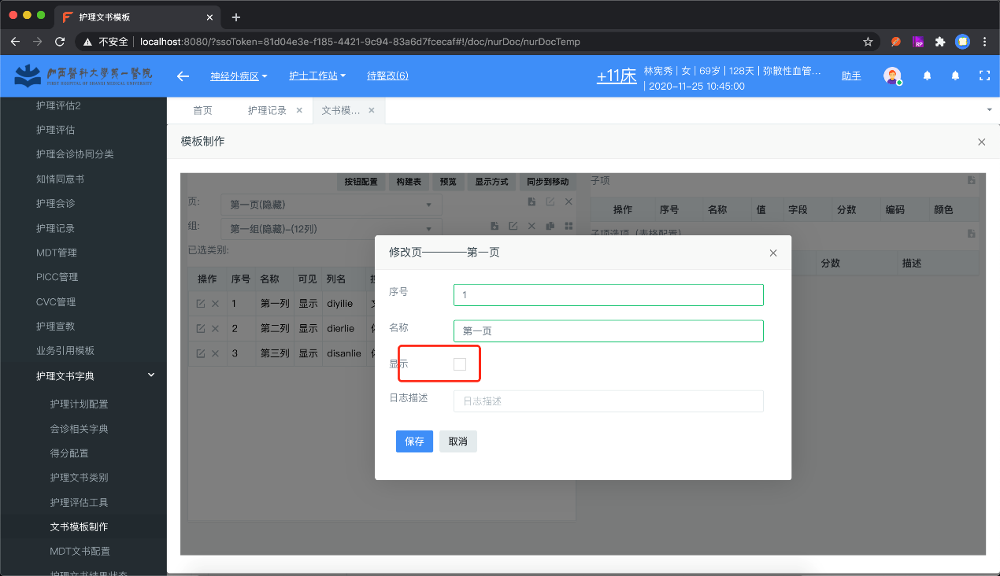 护理文书模板
不安全 localhost:8080/?ssoToken=81d04e3e-f185-4421-9c94-83a6d7fcecaf#!/doc/nurDoc/nurDocTemp
山西醫科大學第一醫院
FIRST HOSPITAL OF SHANXI MEDICAL UNIVERSITY
神经外病区 护士工作站 待整改(6)
+11床 林宪秀 | 女 | 69岁 | 128天 | 弥散性血管...
| 2020-11-25 10:45:00
助手
护理评估2
护理评估
护理会诊协同分类
知情同意书
护理会诊
护理记录
MDT管理
PICC管理
CVC管理
护理宣教
业务引用模板
护理文书字典
护理计划配置
会诊相关字典
得分配置
护理文书类别
护理评估工具
文书模板制作
MDT文书配置
护理文书结果状态
首页 护理记录 文书模...
模板制作
按钮配置 构建表 预览 显示方式 同步到移动
页: 第一页(隐藏)
组: 第一组(隐藏)–(12列)
已选类别:
操作 序号 名称 可见 列名
1 第一列 显示 diyilie
2 第二列 显示 dierlie
3 第三列 显示 disanlie
子项
操作 序号 名称 值 字段 分数 编码 颜色
子项选项（表格配置）
分数 描述
修改页————第一页
序号 1
名称 第一页
显示
日志描述 日志描述
保存 取消